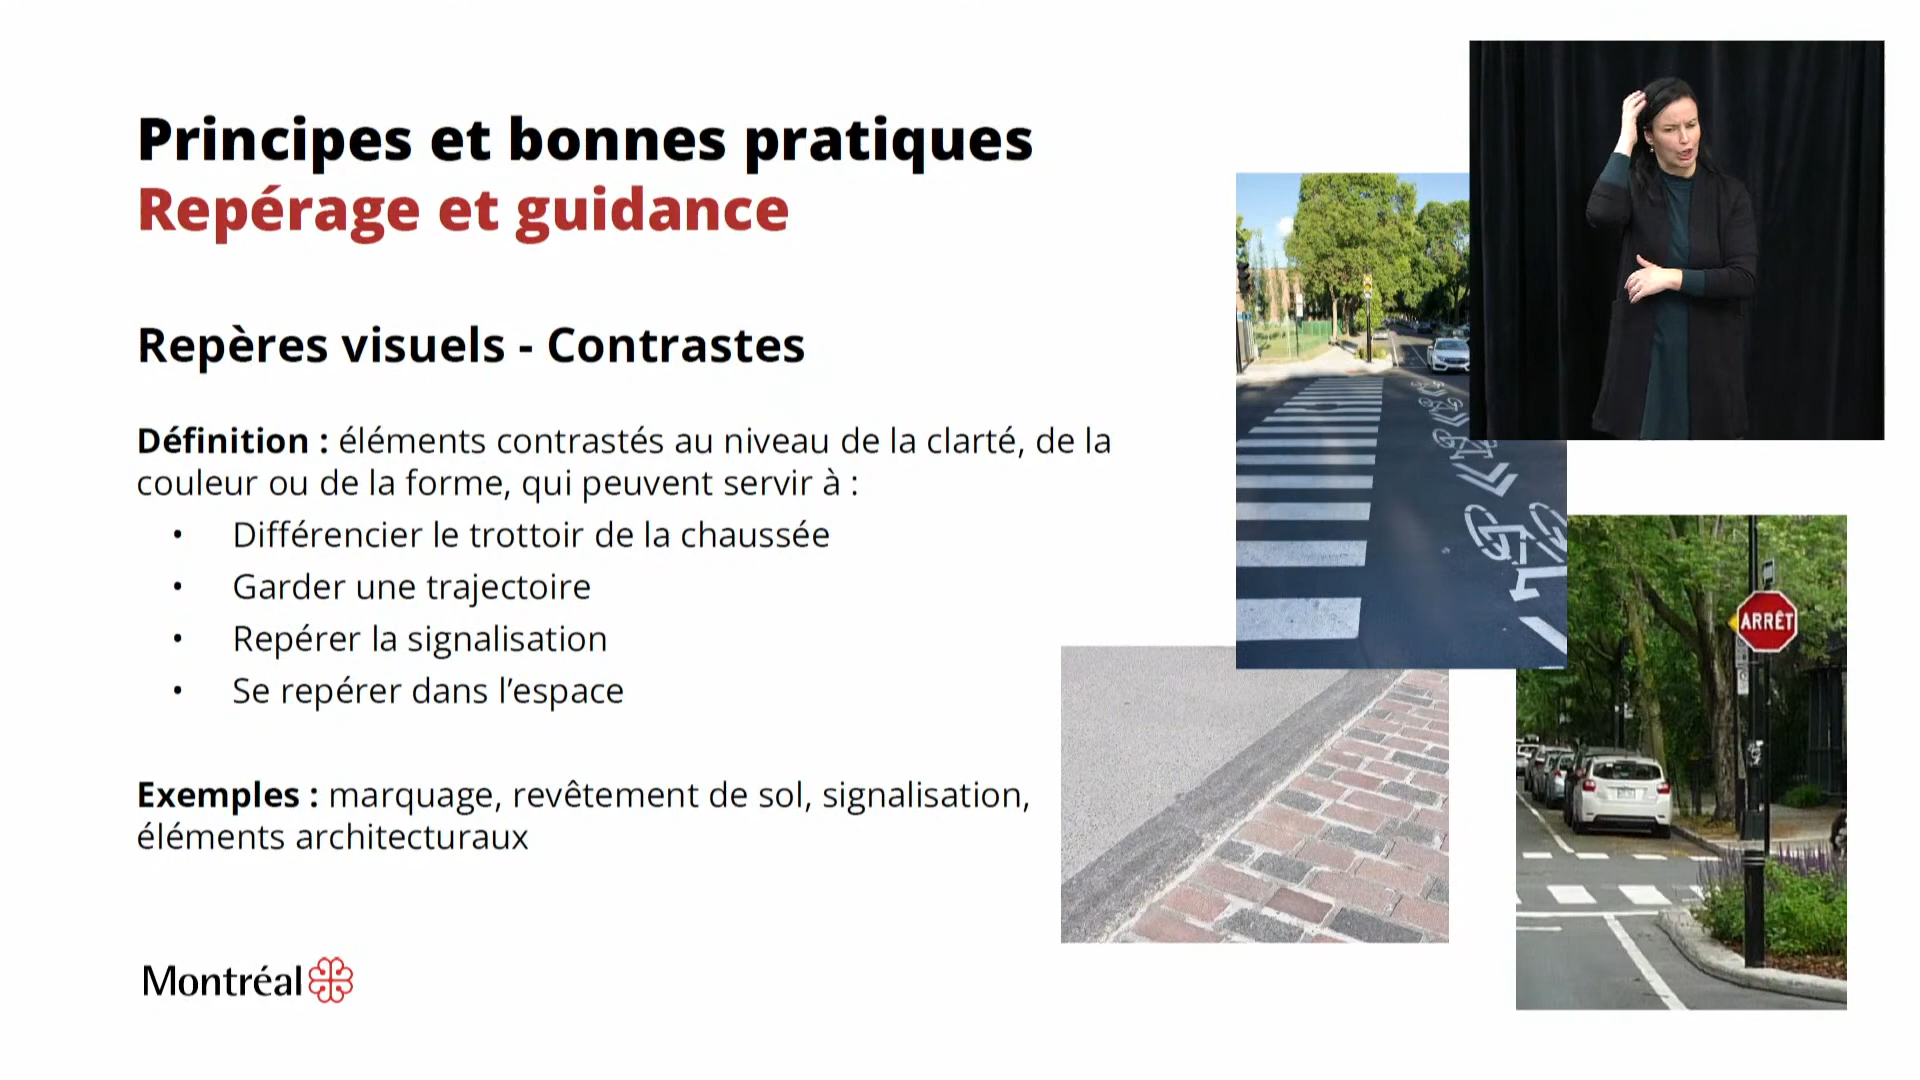 Principes et bonnes pratiques
Repérage et guidance
Repères visuels - Contrastes
Définition : éléments contrastés au niveau de la clarté, de la
couleur ou de la forme, qui peuvent servir à :
• Différencier le trottoir de la chaussée
• Garder une trajectoire
• Repérer la signalisation
• Se repérer dans l’espace
Exemples : marquage, revêtement de sol, signalisation,
éléments architecturaux
Montréal
ARRÊT